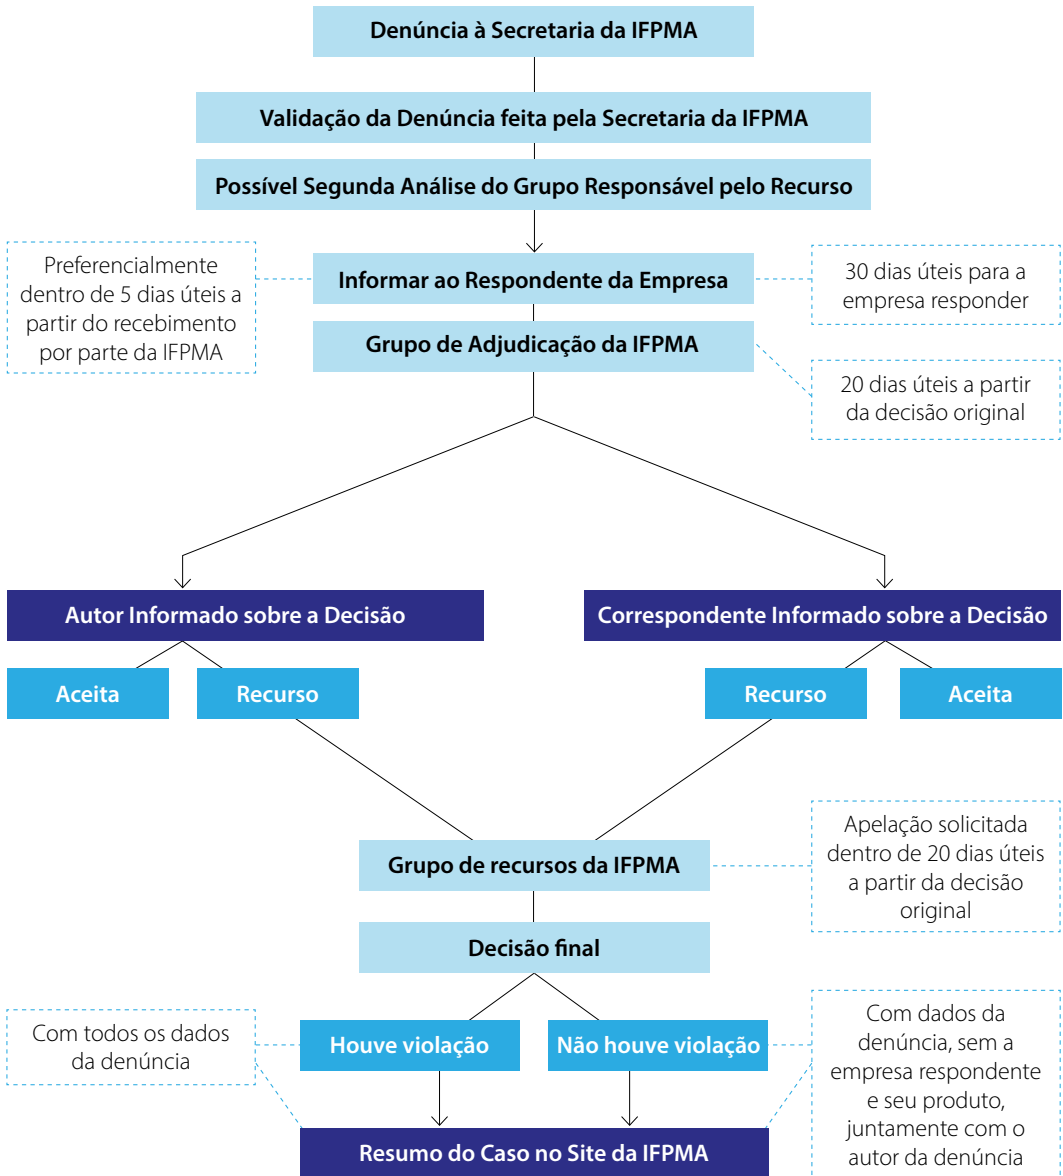 Denúncia à Secretaria da IFPMA
Validação da Denúncia feita pela Secretaria da IFPMA
Possível Segunda Análise do Grupo Responsável pelo Recurso
Preferencialmente
dentro de 5 dias úteis a
partir do recebimento
por parte da IFPMA
Informar ao Respondente da Empresa
30 dias úteis para a
empresa responder
Grupo de Adjudicação da IFPMA
20 dias úteis a partir
da decisão original
Autor Informado sobre a Decisão
Correspondente Informado sobre a Decisão
Aceita
Recurso
Recurso
Aceita
Grupo de recursos da IFPMA
Apelação solicitada
dentro de 20 dias úteis
a partir da decisão
original
Decisão final
Com todos os dados
da denúncia
Houve violação
Não houve violação
Com dados da
denúncia, sem a
empresa respondente
e seu produto,
juntamente com o
autor da denúncia
Resumo do Caso no Site da IFPMA